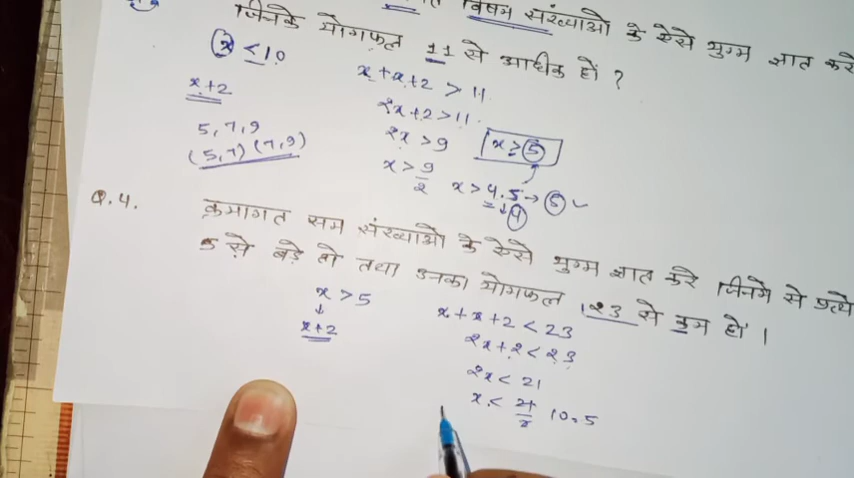 विषम संख्याओं के ऐसे युग्म ज्ञात करें
जिनके योगफल 11 से अधिक हों ?
x < 10
x+2
5, 7, 9
(5,7) (7,9)
x+x+2 > 11
2x+2 > 11
2x > 9
x > 9/2
x > 4.5 → 5
4
x ≥ 5
Q.4. क्रमागत सम संख्याओं के ऐसे युग्म ज्ञात करें जिनमें से प्रत्ये
5 से बड़े हो तथा उनका योगफल 23 से कम हों ।
x > 5
↓
x+2
x+x+2 < 23
2x+2 < 23
2x < 21
x < 21/2 10.5